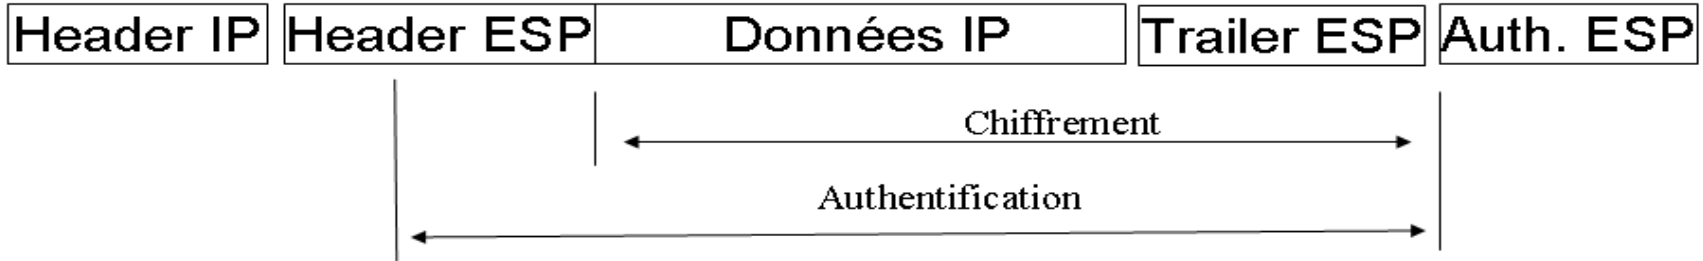 Header IP Header ESP Données IP Trailer ESP Auth. ESP
Chiffrement
Authentification